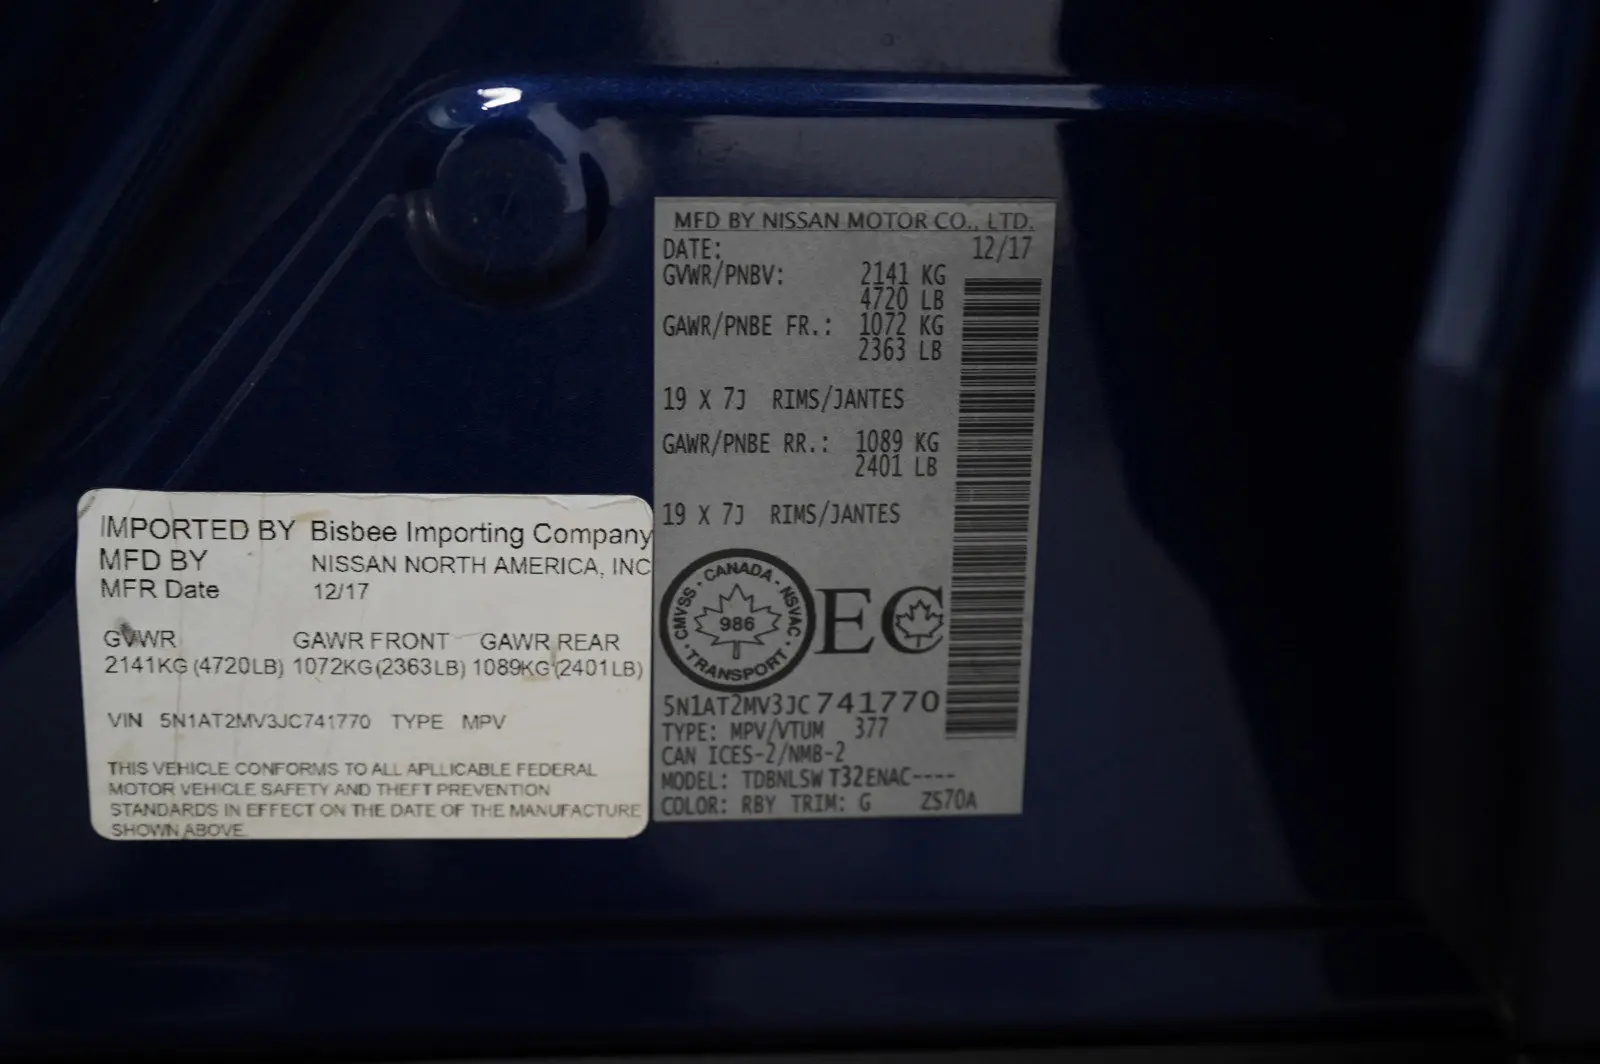 MFD BY NISSAN MOTOR CO., LTD.
DATE: 12/17
GVWR/PNBV: 2141 KG
4720 LB
GAWR/PNBE FR.: 1072 KG
2363 LB
19 X 7J RIMS/JANTES
GAWR/PNBE RR.: 1089 KG
2401 LB
19 X 7J RIMS/JANTES
CANADA · NSVAC · TRANSPORT · CMVSS ·
986
EC
5N1AT2MV3JC741770
TYPE: MPV/VTUM 377
CAN ICES-2/NMB-2
MODEL: TDBNLSW T32ENAC----
COLOR: RBY TRIM: G ZS70A
IMPORTED BY Bisbee Importing Company
MFD BY NISSAN NORTH AMERICA, INC
MFR Date 12/17
GVWR GAWR FRONT GAWR REAR
2141KG (4720LB) 1072KG(2363LB) 1089KG(2401LB)
VIN 5N1AT2MV3JC741770 TYPE MPV
THIS VEHICLE CONFORMS TO ALL APLLICABLE FEDERAL
MOTOR VEHICLE SAFETY AND THEFT PREVENTION
STANDARDS IN EFFECT ON THE DATE OF THE MANUFACTURE
SHOWN ABOVE.